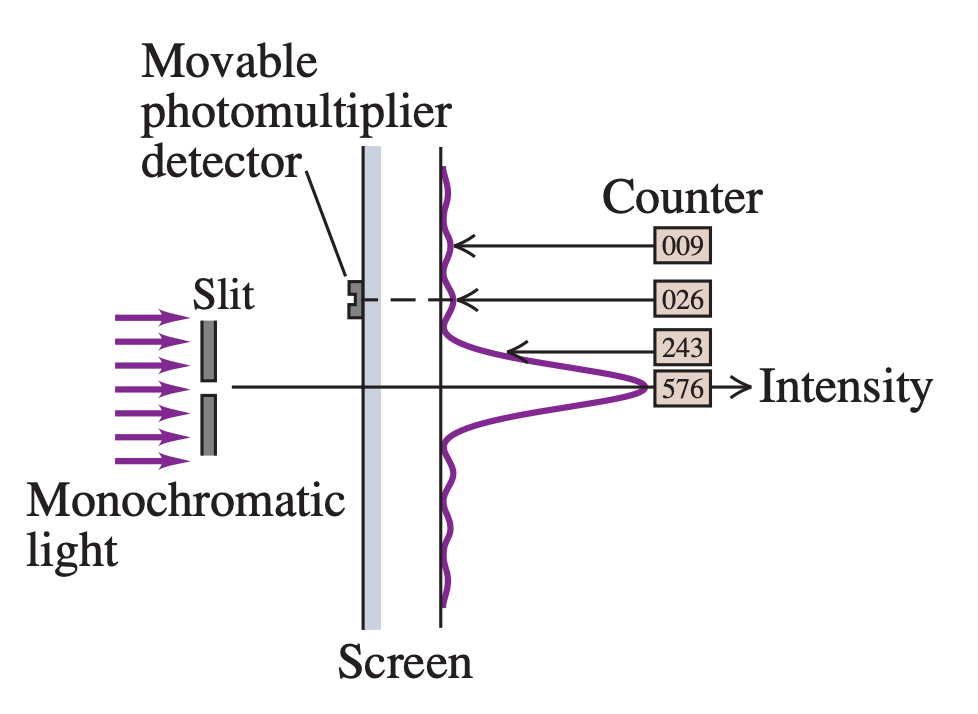 Movable
photomultiplier
detector
Counter
009
026
Slit
243
576
Intensity
Monochromatic
light
Screen